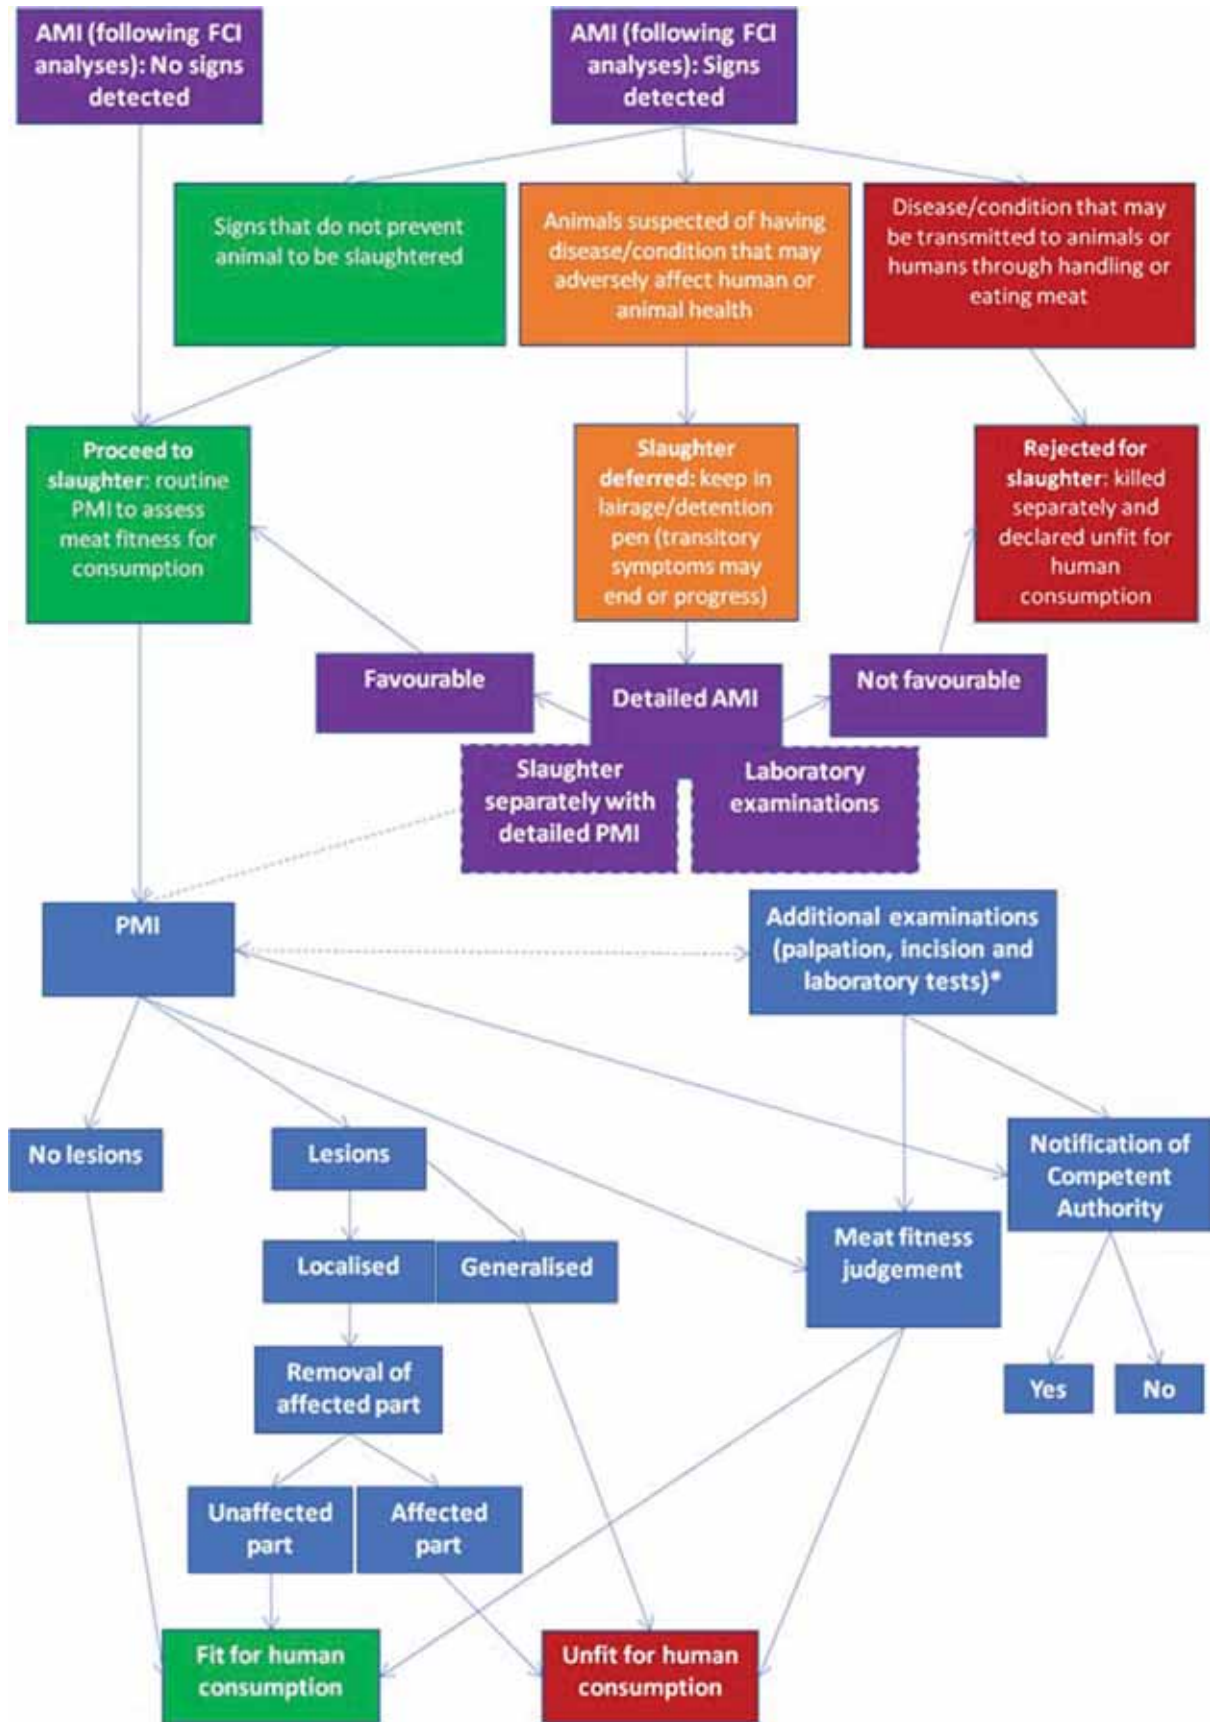 AMI (following FCI
analyses): No signs
detected
AMI (following FCI
analyses): Signs
detected
Signs that do not prevent
animal to be slaughtered
Animals suspected of having
disease/condition that may
adversely affect human or
animal health
Disease/condition that may
be transmitted to animals or
humans through handling or
eating meat
Proceed to
slaughter: routine
PMI to assess
meat fitness for
consumption
Slaughter
deferred: keep in
lairage/detention
pen (transitory
symptoms may
end or progress)
Rejected for
slaughter: killed
separately and
declared unfit for
human
consumption
Favourable
Detailed AMI
Not favourable
Slaughter
separately with
detailed PMI
Laboratory
examinations
PMI
Additional examinations
(palpation, incision and
laboratory tests)*
No lesions
Lesions
Notification of
Competent
Authority
Localised
Generalised
Meat fitness
judgement
Removal of
affected part
Yes
No
Unaffected
part
Affected
part
Fit for human
consumption
Unfit for human
consumption